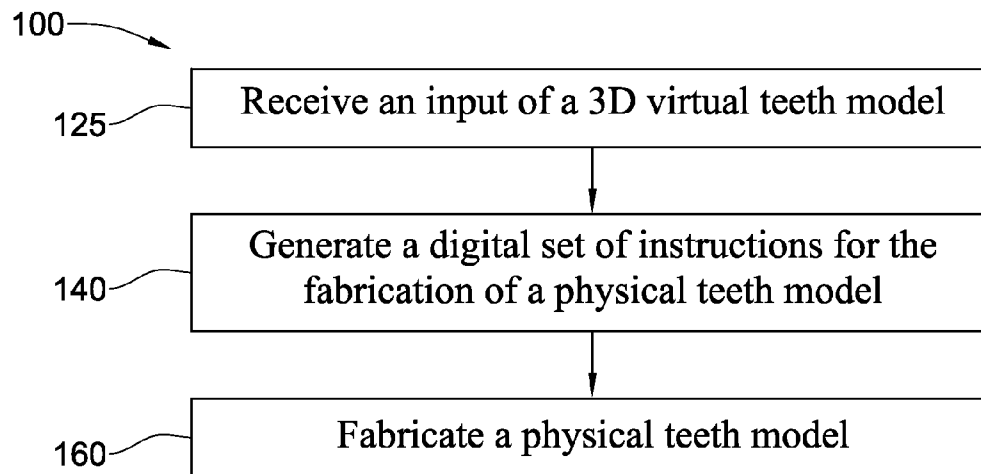 100
125
Receive an input of a 3D virtual teeth model
140
Generate a digital set of instructions for the
fabrication of a physical teeth model
160
Fabricate a physical teeth model